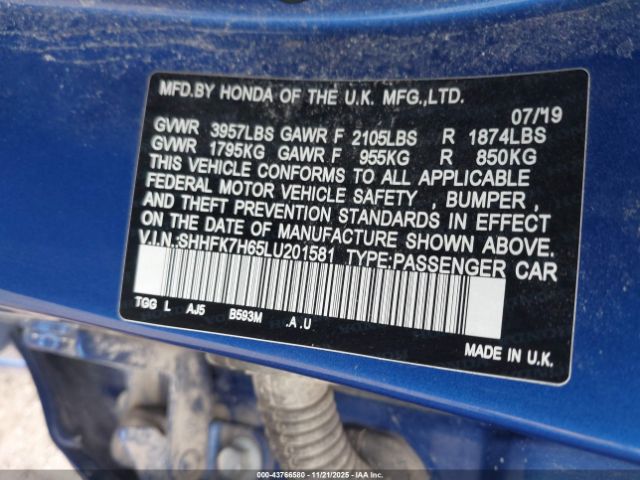 MFD.BY HONDA OF THE U.K. MFG.,LTD.
07/'19
GVWR 3957LBS GAWR F 2105LBS R 1874LBS
GVWR 1795KG GAWR F 955KG R 850KG
THIS VEHICLE CONFORMS TO ALL APPLICABLE
FEDERAL MOTOR VEHICLE SAFETY , BUMPER ,
AND THEFT PREVENTION STANDARDS IN EFFECT
ON THE DATE OF MANUFACTURE SHOWN ABOVE.
V.I.N.:SHHFK7H65LU201581 TYPE:PASSENGER CAR
TGG L AJ5 B593M .A .U
MADE IN U.K.
IAA - 43766580 - 11/21/2025 - IAA, Inc.